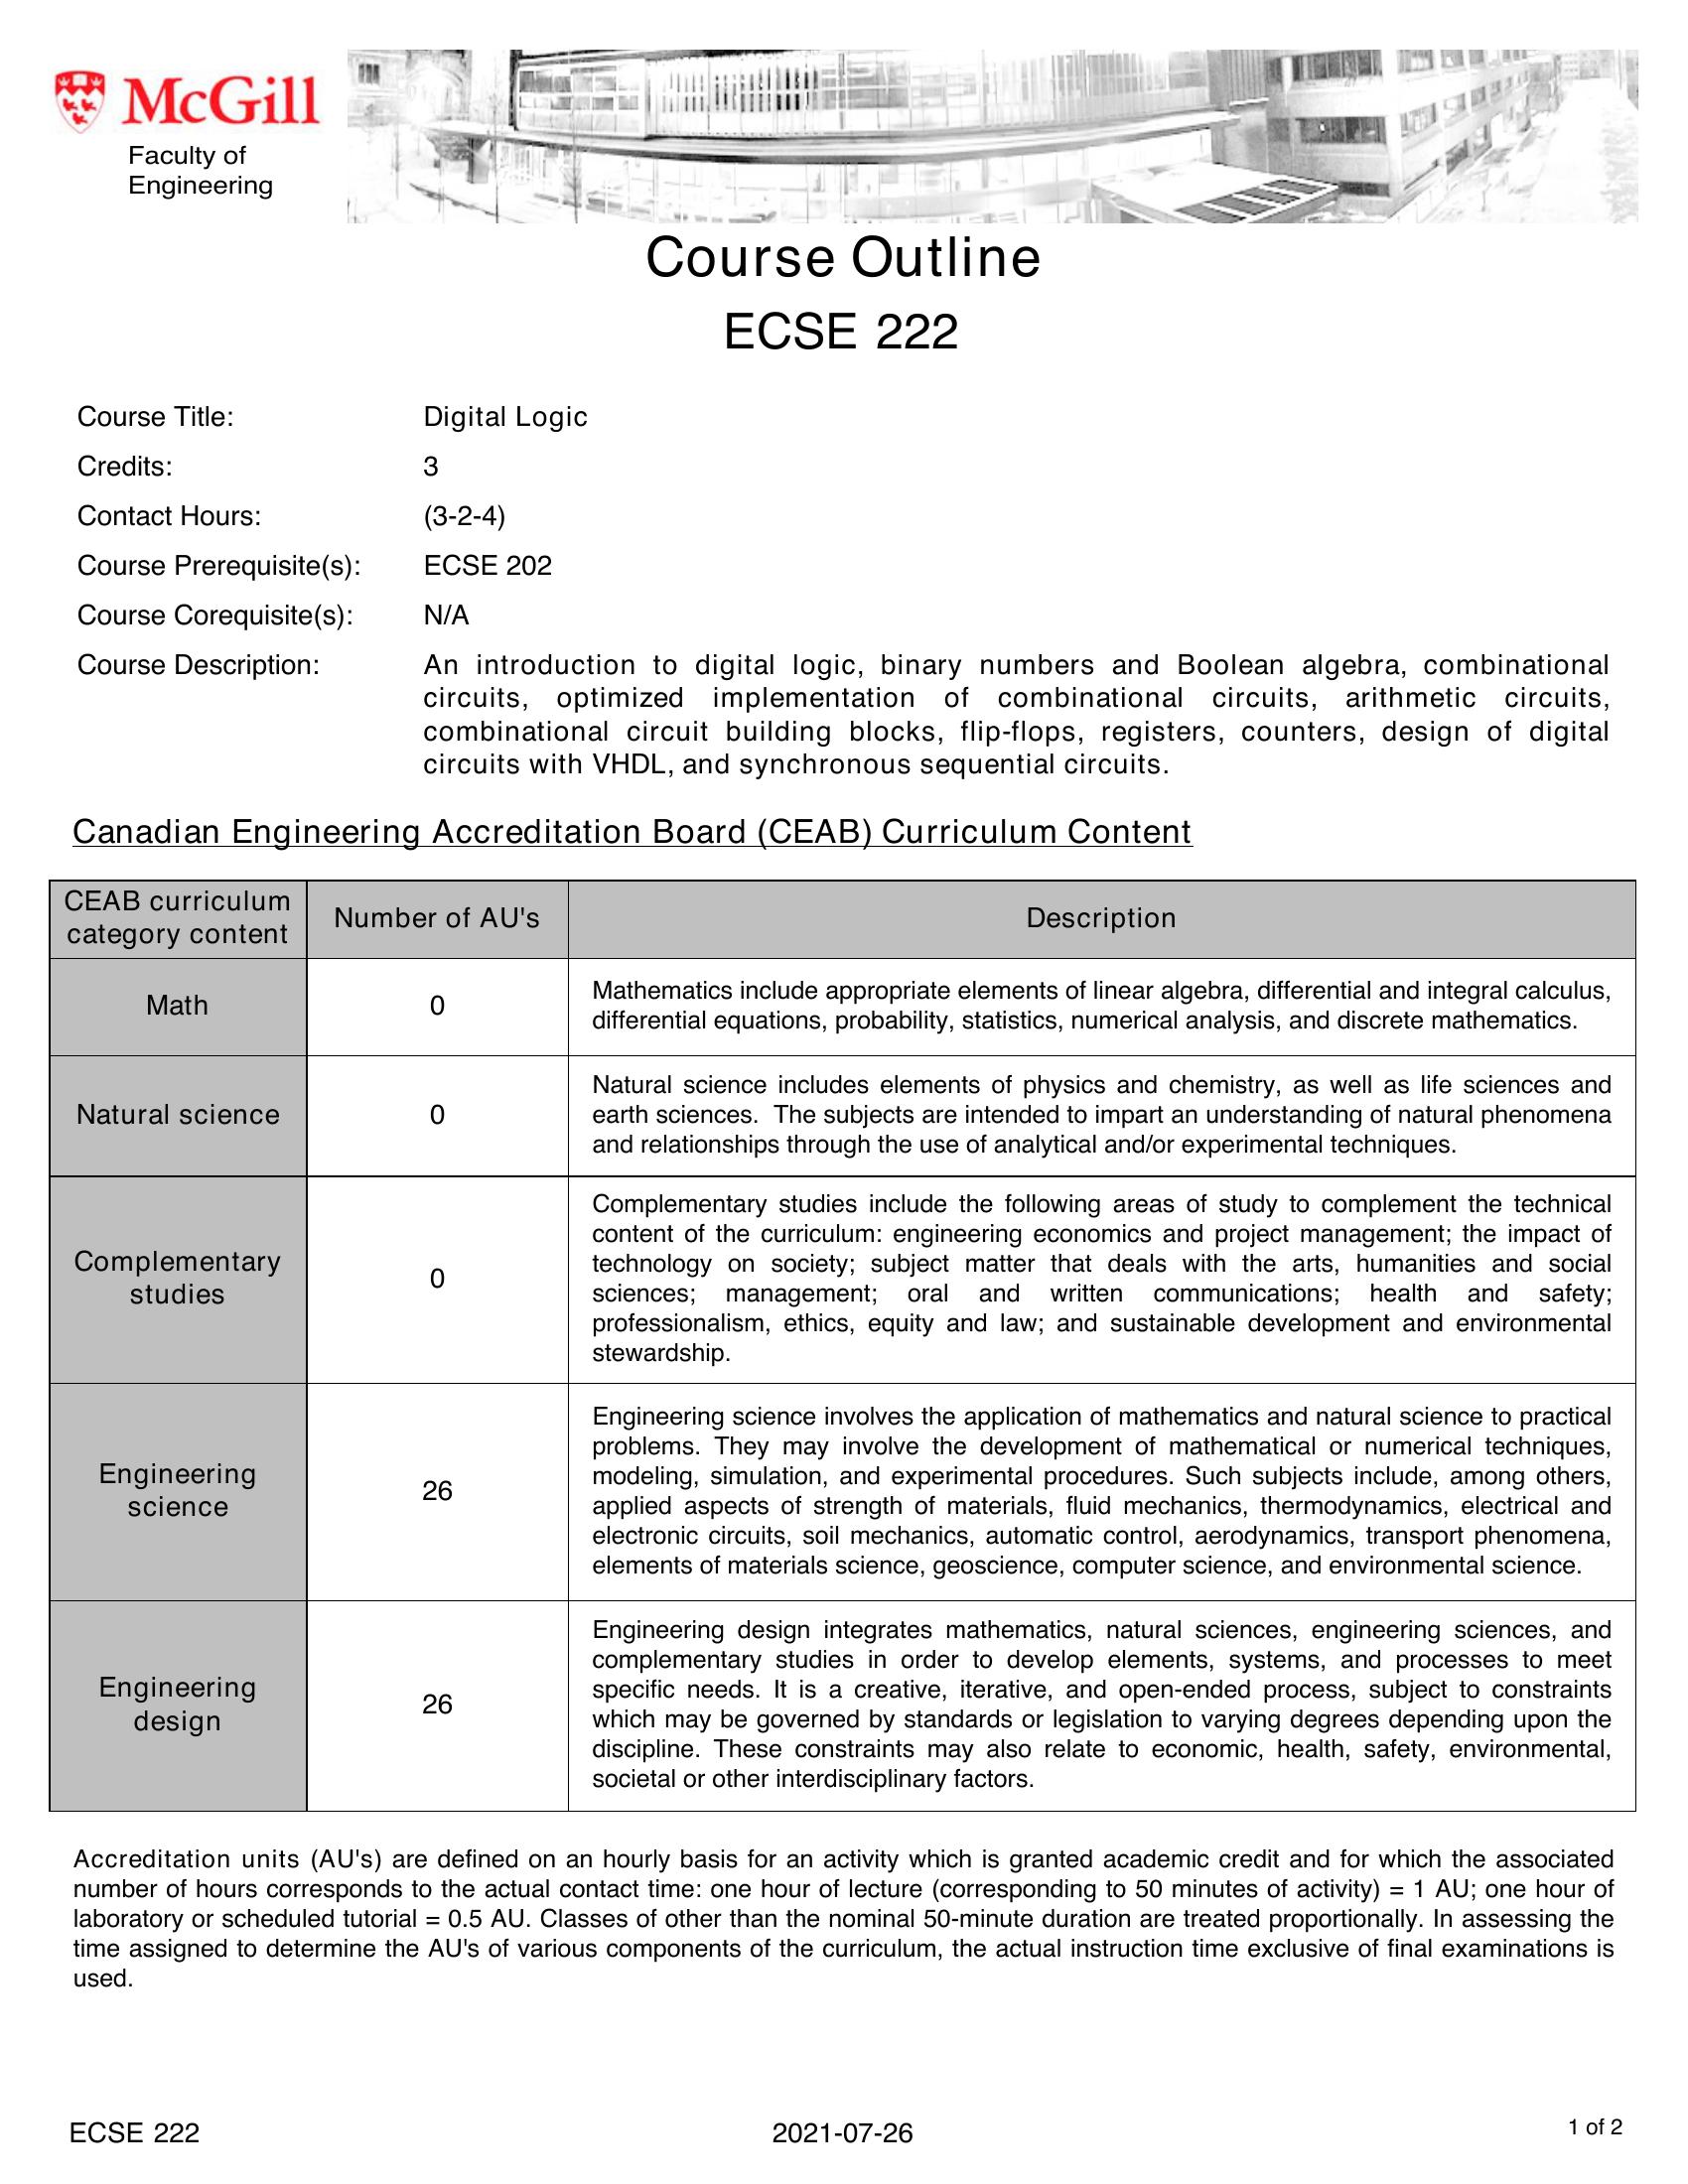 McGill
Faculty of
Engineering
Course Outline
ECSE 222
Course Title: Digital Logic
Credits: 3
Contact Hours: (3-2-4)
Course Prerequisite(s): ECSE 202
Course Corequisite(s): N/A
Course Description: An introduction to digital logic, binary numbers and Boolean algebra, combinational
circuits, optimized implementation of combinational circuits, arithmetic circuits,
combinational circuit building blocks, flip-flops, registers, counters, design of digital
circuits with VHDL, and synchronous sequential circuits.
Canadian Engineering Accreditation Board (CEAB) Curriculum Content
CEAB curriculum
category content
Number of AU's
Description
Math
0
Mathematics include appropriate elements of linear algebra, differential and integral calculus,
differential equations, probability, statistics, numerical analysis, and discrete mathematics.
Natural science
0
Natural science includes elements of physics and chemistry, as well as life sciences and
earth sciences. The subjects are intended to impart an understanding of natural phenomena
and relationships through the use of analytical and/or experimental techniques.
Complementary
studies
0
Complementary studies include the following areas of study to complement the technical
content of the curriculum: engineering economics and project management; the impact of
technology on society; subject matter that deals with the arts, humanities and social
sciences; management; oral and written communications; health and safety;
professionalism, ethics, equity and law; and sustainable development and environmental
stewardship.
Engineering
science
26
Engineering science involves the application of mathematics and natural science to practical
problems. They may involve the development of mathematical or numerical techniques,
modeling, simulation, and experimental procedures. Such subjects include, among others,
applied aspects of strength of materials, fluid mechanics, thermodynamics, electrical and
electronic circuits, soil mechanics, automatic control, aerodynamics, transport phenomena,
elements of materials science, geoscience, computer science, and environmental science.
Engineering
design
26
Engineering design integrates mathematics, natural sciences, engineering sciences, and
complementary studies in order to develop elements, systems, and processes to meet
specific needs. It is a creative, iterative, and open-ended process, subject to constraints
which may be governed by standards or legislation to varying degrees depending upon the
discipline. These constraints may also relate to economic, health, safety, environmental,
societal or other interdisciplinary factors.
Accreditation units (AU's) are defined on an hourly basis for an activity which is granted academic credit and for which the associated
number of hours corresponds to the actual contact time: one hour of lecture (corresponding to 50 minutes of activity) = 1 AU; one hour of
laboratory or scheduled tutorial = 0.5 AU. Classes of other than the nominal 50-minute duration are treated proportionally. In assessing the
time assigned to determine the AU's of various components of the curriculum, the actual instruction time exclusive of final examinations is
used.
ECSE 222 2021-07-26 1 of 2